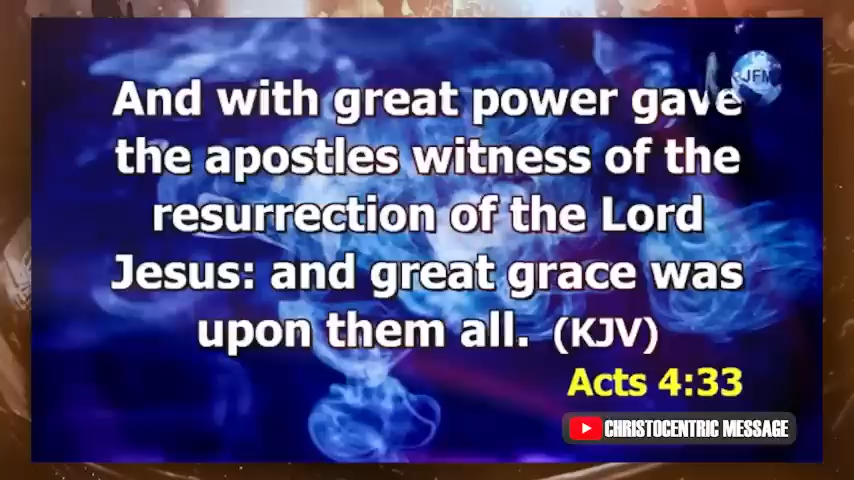 JFM
And with great power gave
the apostles witness of the
resurrection of the Lord
Jesus: and great grace was
upon them all. (KJV)
Acts 4:33
CHRISTOCENTRIC MESSAGE